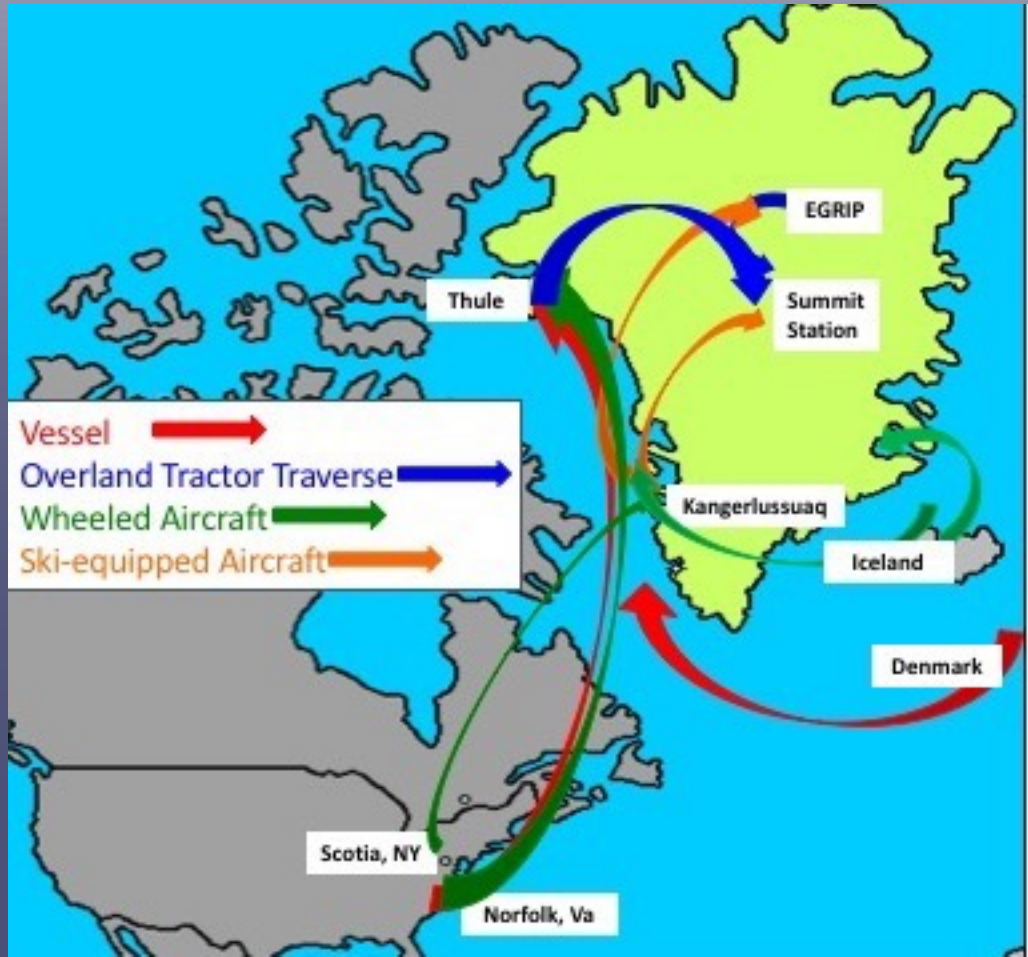 EGRIP
Thule
Summit
Station
Vessel
Overland Tractor Traverse
Wheeled Aircraft
Ski-equipped Aircraft
Kangerlussuaq
Iceland
Denmark
Scotia, NY
Norfolk, Va